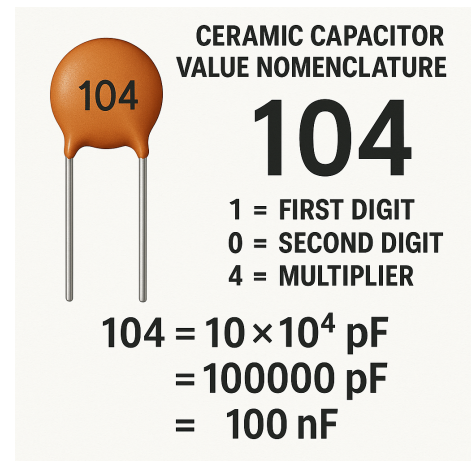 CERAMIC CAPACITOR
VALUE NOMENCLATURE
104
104
1 = FIRST DIGIT
0 = SECOND DIGIT
4 = MULTIPLIER
104 = 10 × 10⁴ pF
= 100000 pF
= 100 nF